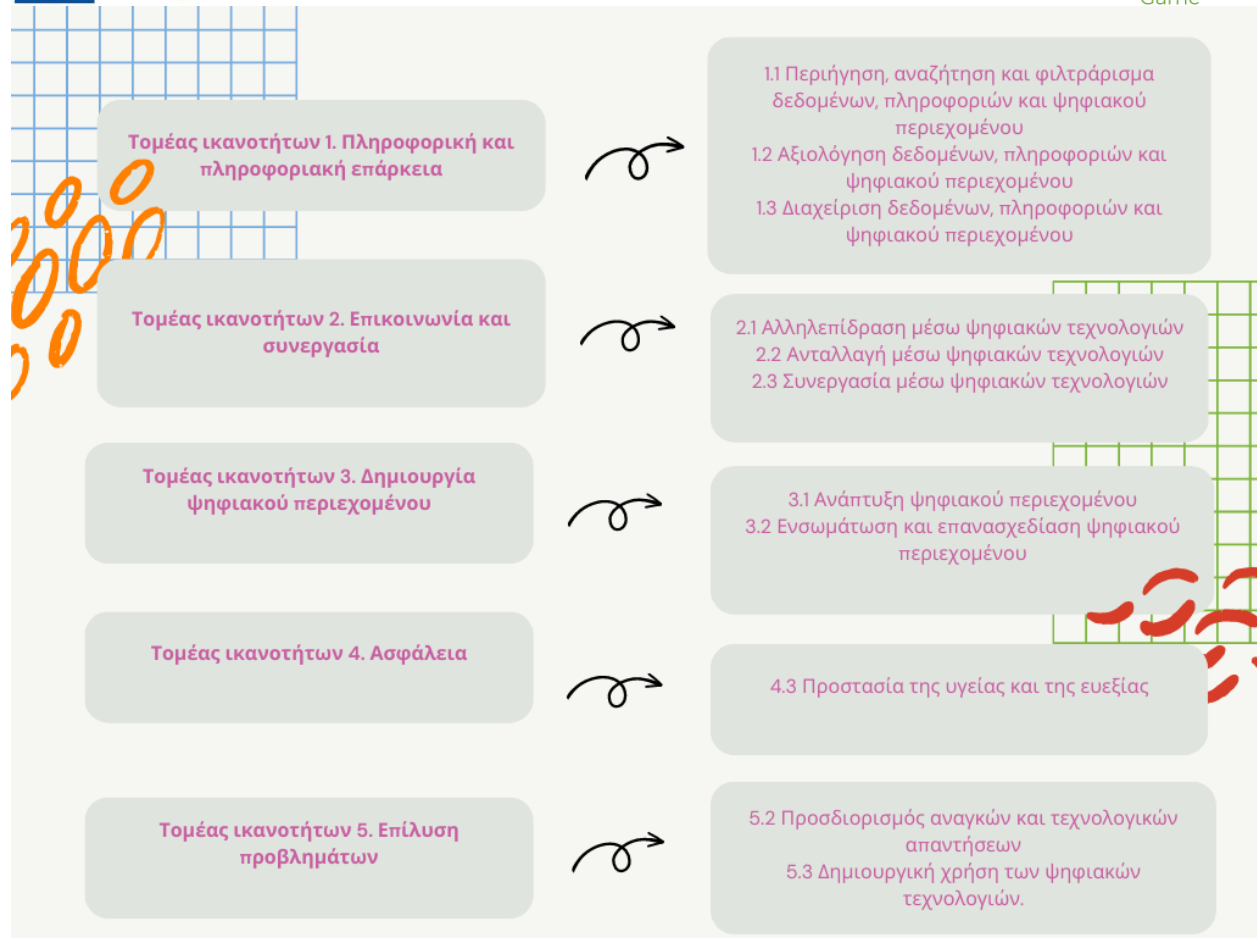 Game
Τομέας ικανοτήτων 1. Πληροφορική και
πληροφοριακή επάρκεια
1.1 Περιήγηση, αναζήτηση και φιλτράρισμα
δεδομένων, πληροφοριών και ψηφιακού
περιεχομένου
1.2 Αξιολόγηση δεδομένων, πληροφοριών και
ψηφιακού περιεχομένου
1.3 Διαχείριση δεδομένων, πληροφοριών και
ψηφιακού περιεχομένου
Τομέας ικανοτήτων 2. Επικοινωνία και
συνεργασία
2.1 Αλληλεπίδραση μέσω ψηφιακών τεχνολογιών
2.2 Ανταλλαγή μέσω ψηφιακών τεχνολογιών
2.3 Συνεργασία μέσω ψηφιακών τεχνολογιών
Τομέας ικανοτήτων 3. Δημιουργία
ψηφιακού περιεχομένου
3.1 Ανάπτυξη ψηφιακού περιεχομένου
3.2 Ενσωμάτωση και επανασχεδίαση ψηφιακού
περιεχομένου
Τομέας ικανοτήτων 4. Ασφάλεια
4.3 Προστασία της υγείας και της ευεξίας
Τομέας ικανοτήτων 5. Επίλυση
προβλημάτων
5.2 Προσδιορισμός αναγκών και τεχνολογικών
απαντήσεων
5.3 Δημιουργική χρήση των ψηφιακών
τεχνολογιών.